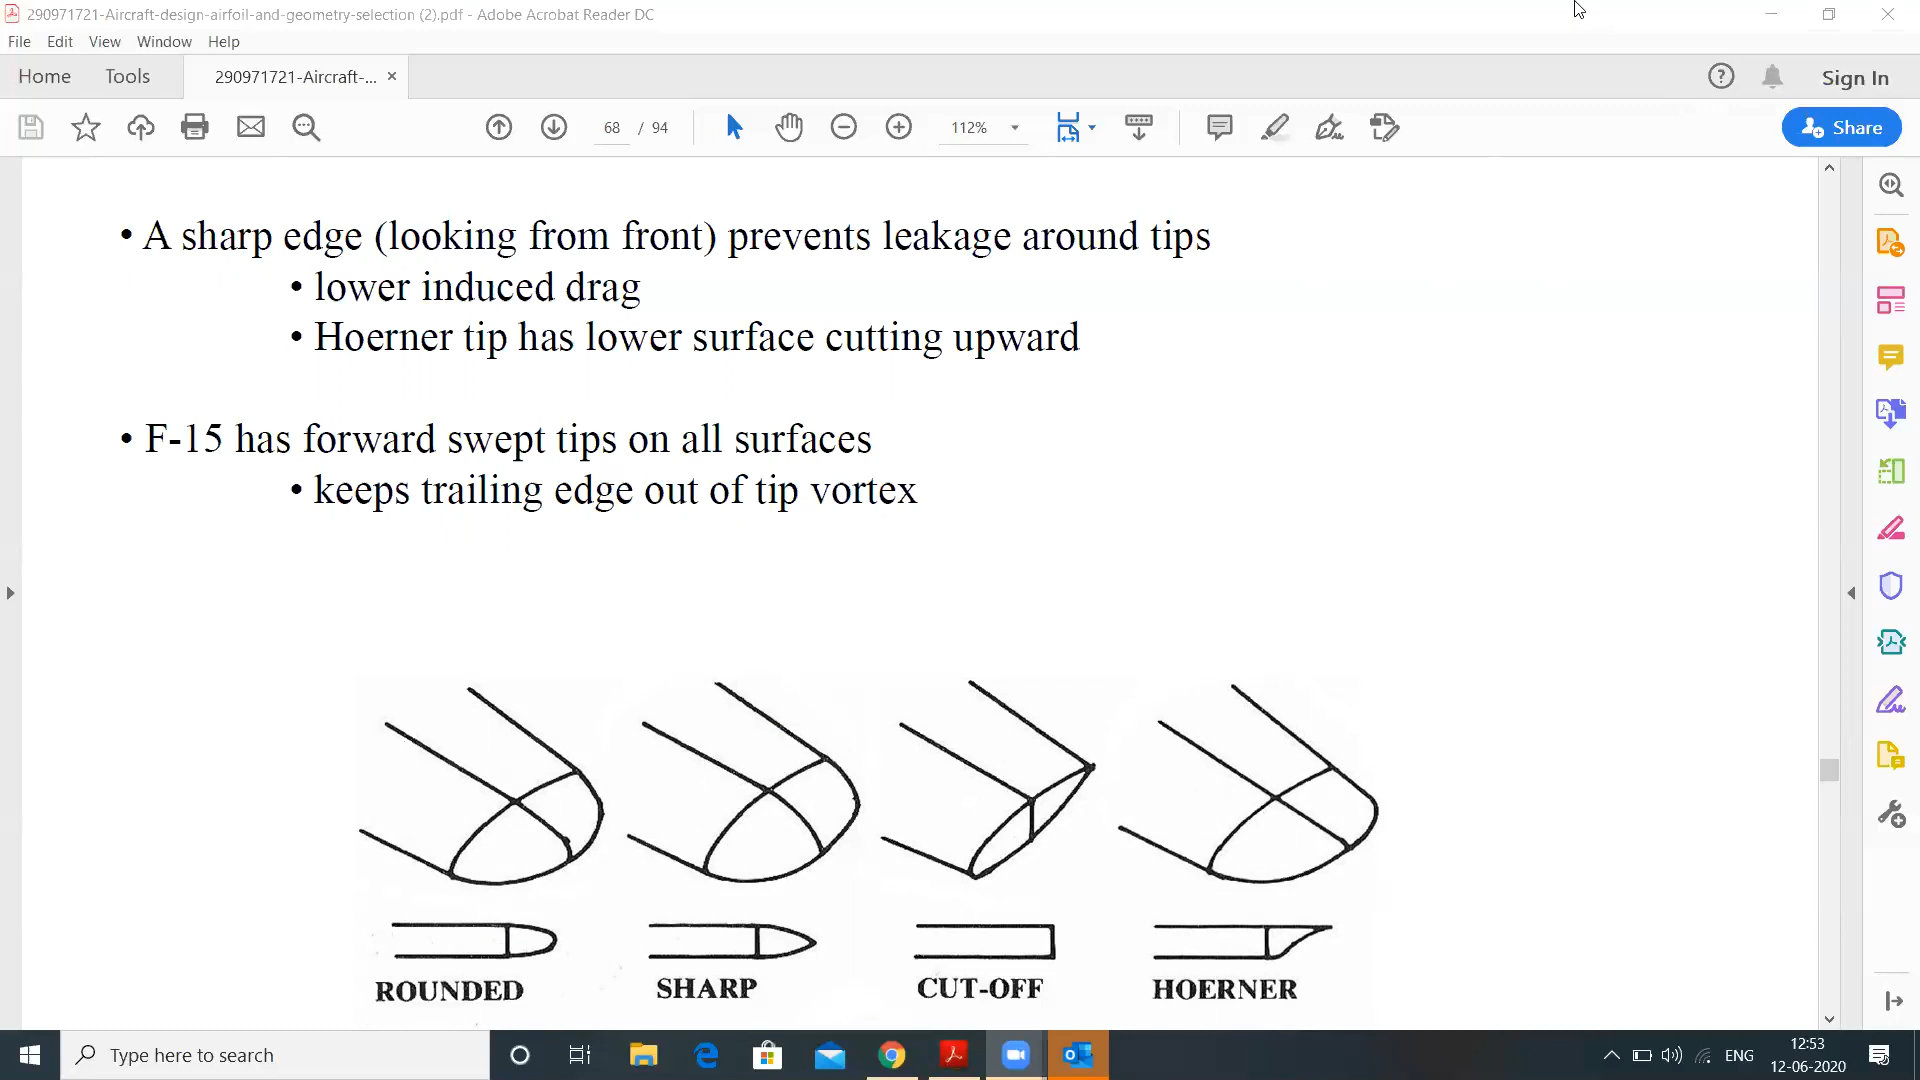 290971721-Aircraft-design-airfoil-and-geometry-selection (2).pdf - Adobe Acrobat Reader DC
File Edit View Window Help
Home Tools 290971721-Aircraft-... × Sign In
68 / 94 112% Share
• A sharp edge (looking from front) prevents leakage around tips
• lower induced drag
• Hoerner tip has lower surface cutting upward
• F-15 has forward swept tips on all surfaces
• keeps trailing edge out of tip vortex
ROUNDED SHARP CUT-OFF HOERNER
Type here to search ENG 12:53
12-06-2020